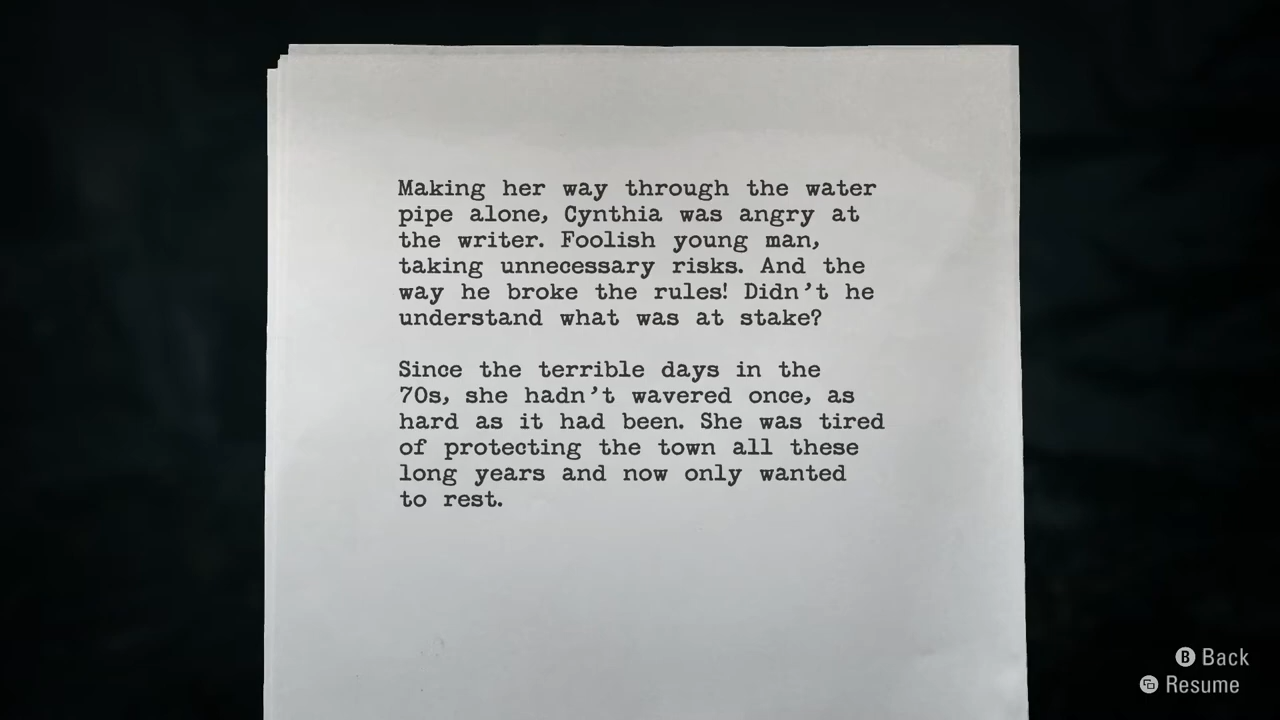 Making her way through the water
pipe alone, Cynthia was angry at
the writer. Foolish young man,
taking unnecessary risks. And the
way he broke the rules! Didn't he
understand what was at stake?
Since the terrible days in the
70s, she hadn't wavered once, as
hard as it had been. She was tired
of protecting the town all these
long years and now only wanted
to rest.
B Back
Resume